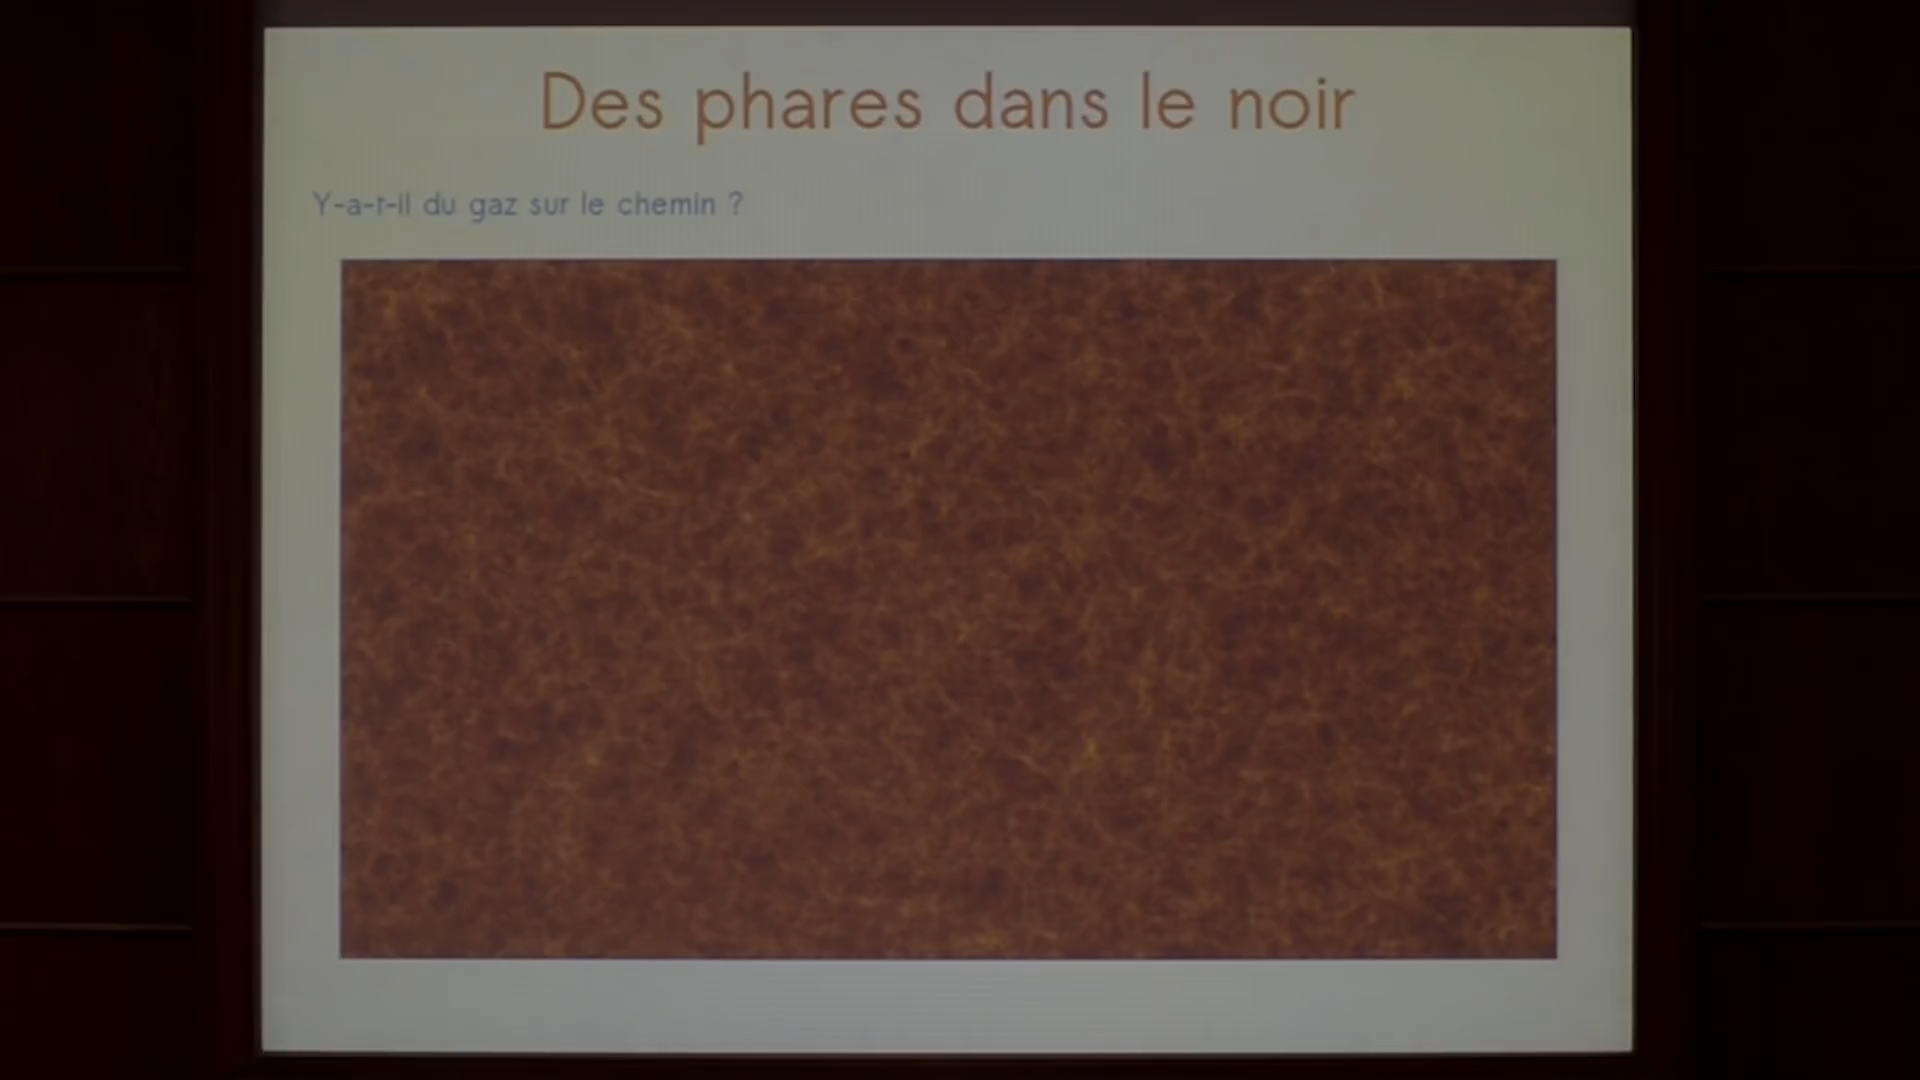 Des phares dans le noir
Y-a-t-il du gaz sur le chemin ?